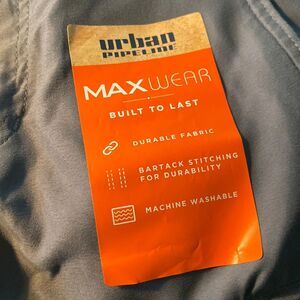 urban
PIPELINE
MAXWEAR
BUILT TO LAST
DURABLE FABRIC
BARTACK STITCHING
FOR DURABILITY
MACHINE WASHABLE